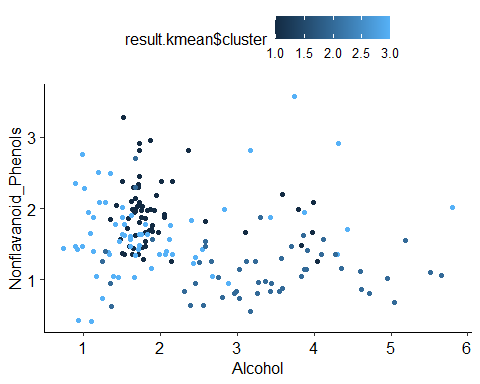 result.kmean$cluster
1.0 1.5 2.0 2.5 3.0
Nonflavanoid_Phenols
3
2
1
1 2 3 4 5 6
Alcohol